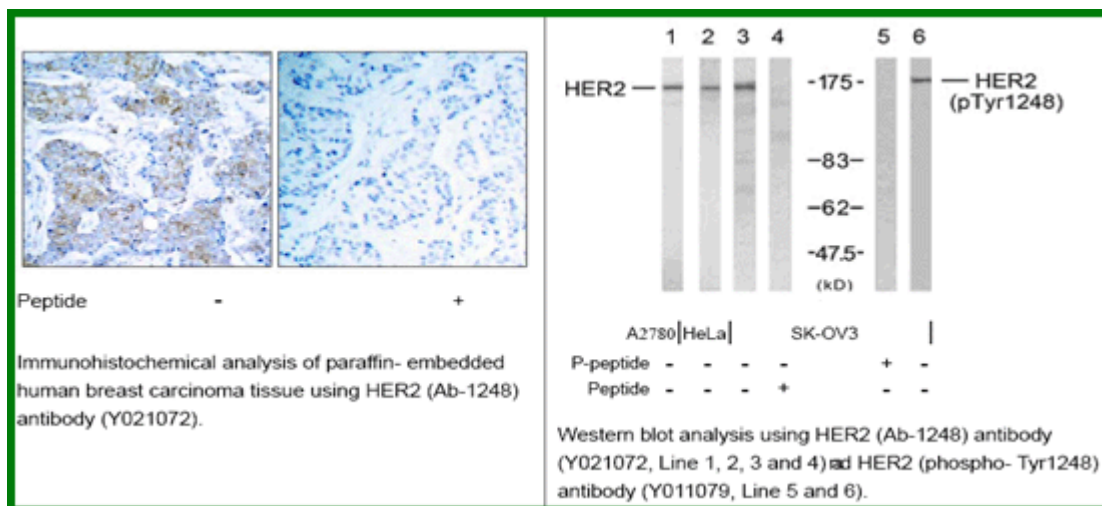 Peptide - +
Immunohistochemical analysis of paraffin- embedded
human breast carcinoma tissue using HER2 (Ab-1248)
antibody (Y021072).
1 2 3 4 5 6
HER2 -175- HER2
(pTyr1248)
-83-
-62-
-47.5-
(kD)
A2780|HeLa| SK-OV3 |
P-peptide - - - - + -
Peptide - - - +
Western blot analysis using HER2 (Ab-1248) antibody
(Y021072, Line 1, 2, 3 and 4) HER2 (phospho- Tyr1248)
antibody (Y011079, Line 5 and 6).